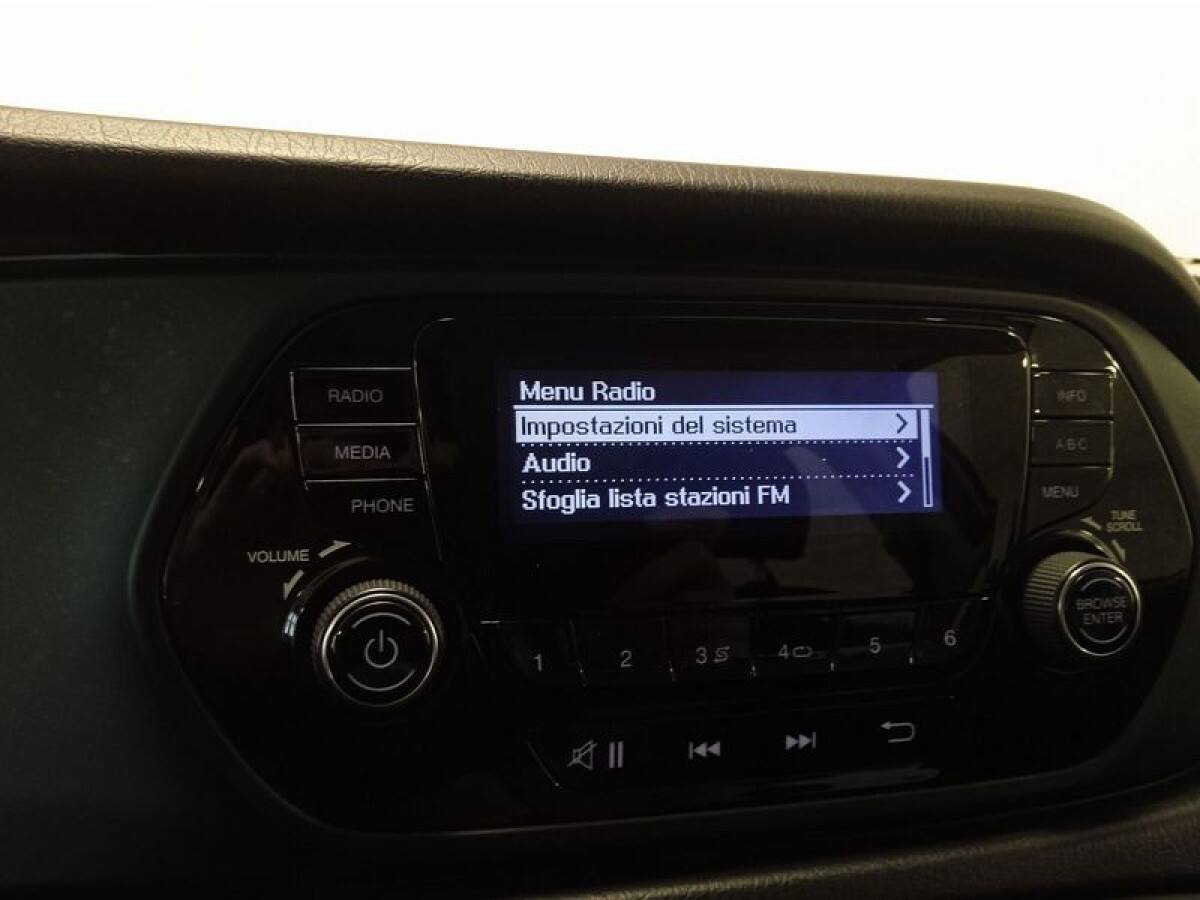 Menu Radio
Impostazioni del sistema
Audio
Sfoglia lista stazioni FM
RADIO
MEDIA
PHONE
VOLUME
INFO
A·B·C
MENU
TUNE
SCROLL
BROWSE
ENTER
1
2
3
4
5
6